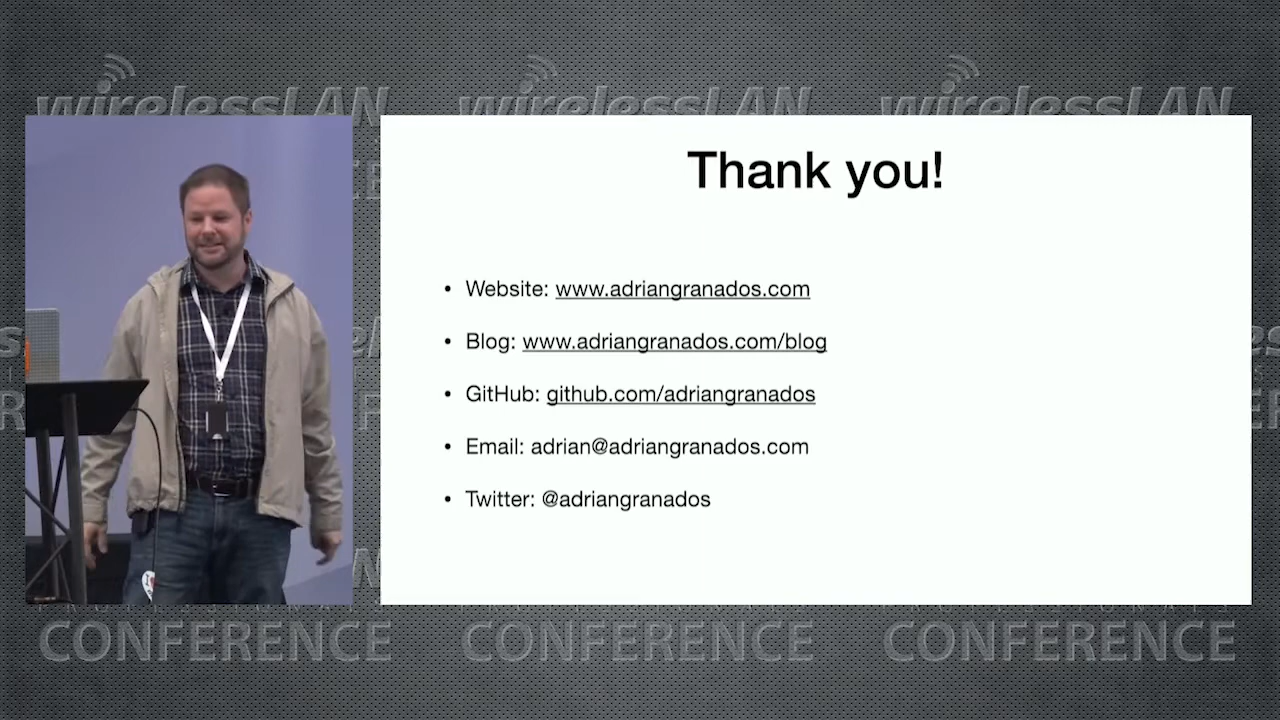 wirelessLAN wirelessLAN wirelessLAN
Thank you!
• Website: www.adriangranados.com
• Blog: www.adriangranados.com/blog
• GitHub: github.com/adriangranados
• Email: adrian@adriangranados.com
• Twitter: @adriangranados
CONFERENCE CONFERENCE CONFERENCE